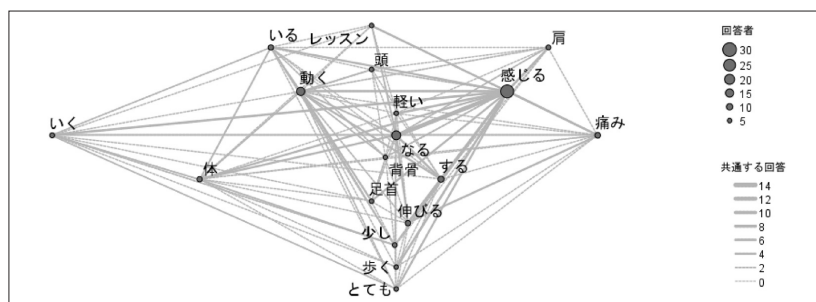 レッスン
いる
肩
頭
動く
感じる
軽い
いく
なる
痛み
体
背骨
する
足首
伸びる
少し
歩く
とても
回答者
30
25
20
15
10
5
共通する回答
14
12
10
8
6
4
2
0